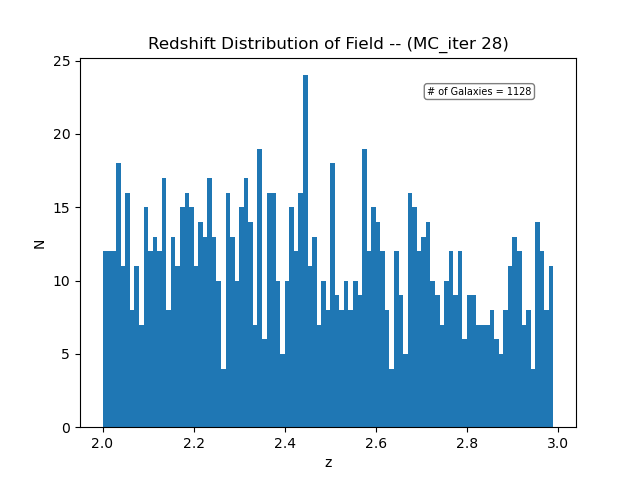 Redshift Distribution of Field -- (MC_iter 28)
# of Galaxies = 1128
25
20
15
10
5
0
N
2.0 2.2 2.4 2.6 2.8 3.0
z